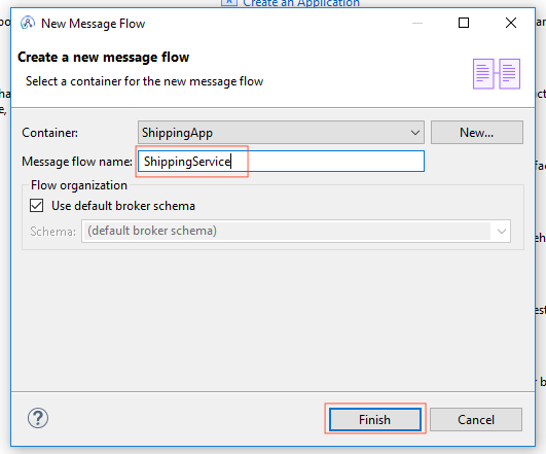 Create an Application
New Message Flow
Create a new message flow
Select a container for the new message flow
Container: ShippingApp New...
Message flow name: ShippingService
Flow organization
Use default broker schema
Schema: (default broker schema)
? Finish Cancel